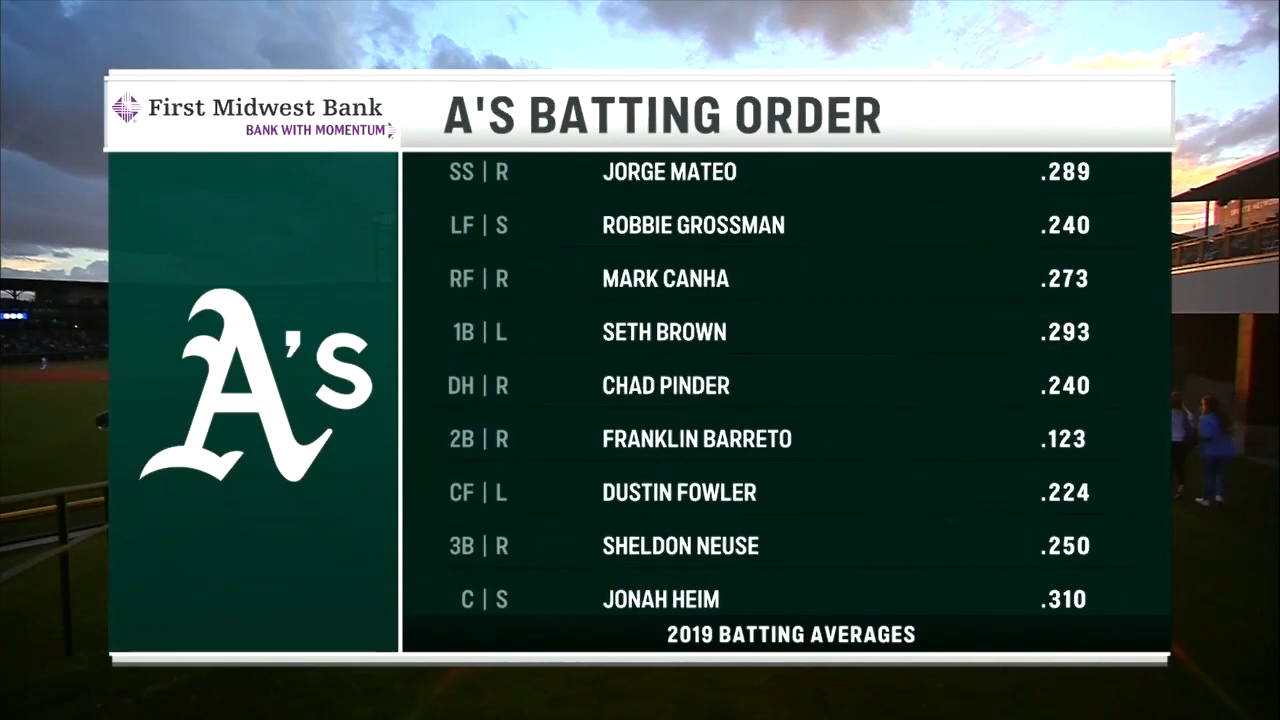 First Midwest Bank
BANK WITH MOMENTUM
A'S BATTING ORDER
A's
SS | R JORGE MATEO .289
LF | S ROBBIE GROSSMAN .240
RF | R MARK CANHA .273
1B | L SETH BROWN .293
DH | R CHAD PINDER .240
2B | R FRANKLIN BARRETO .123
CF | L DUSTIN FOWLER .224
3B | R SHELDON NEUSE .250
C | S JONAH HEIM .310
2019 BATTING AVERAGES